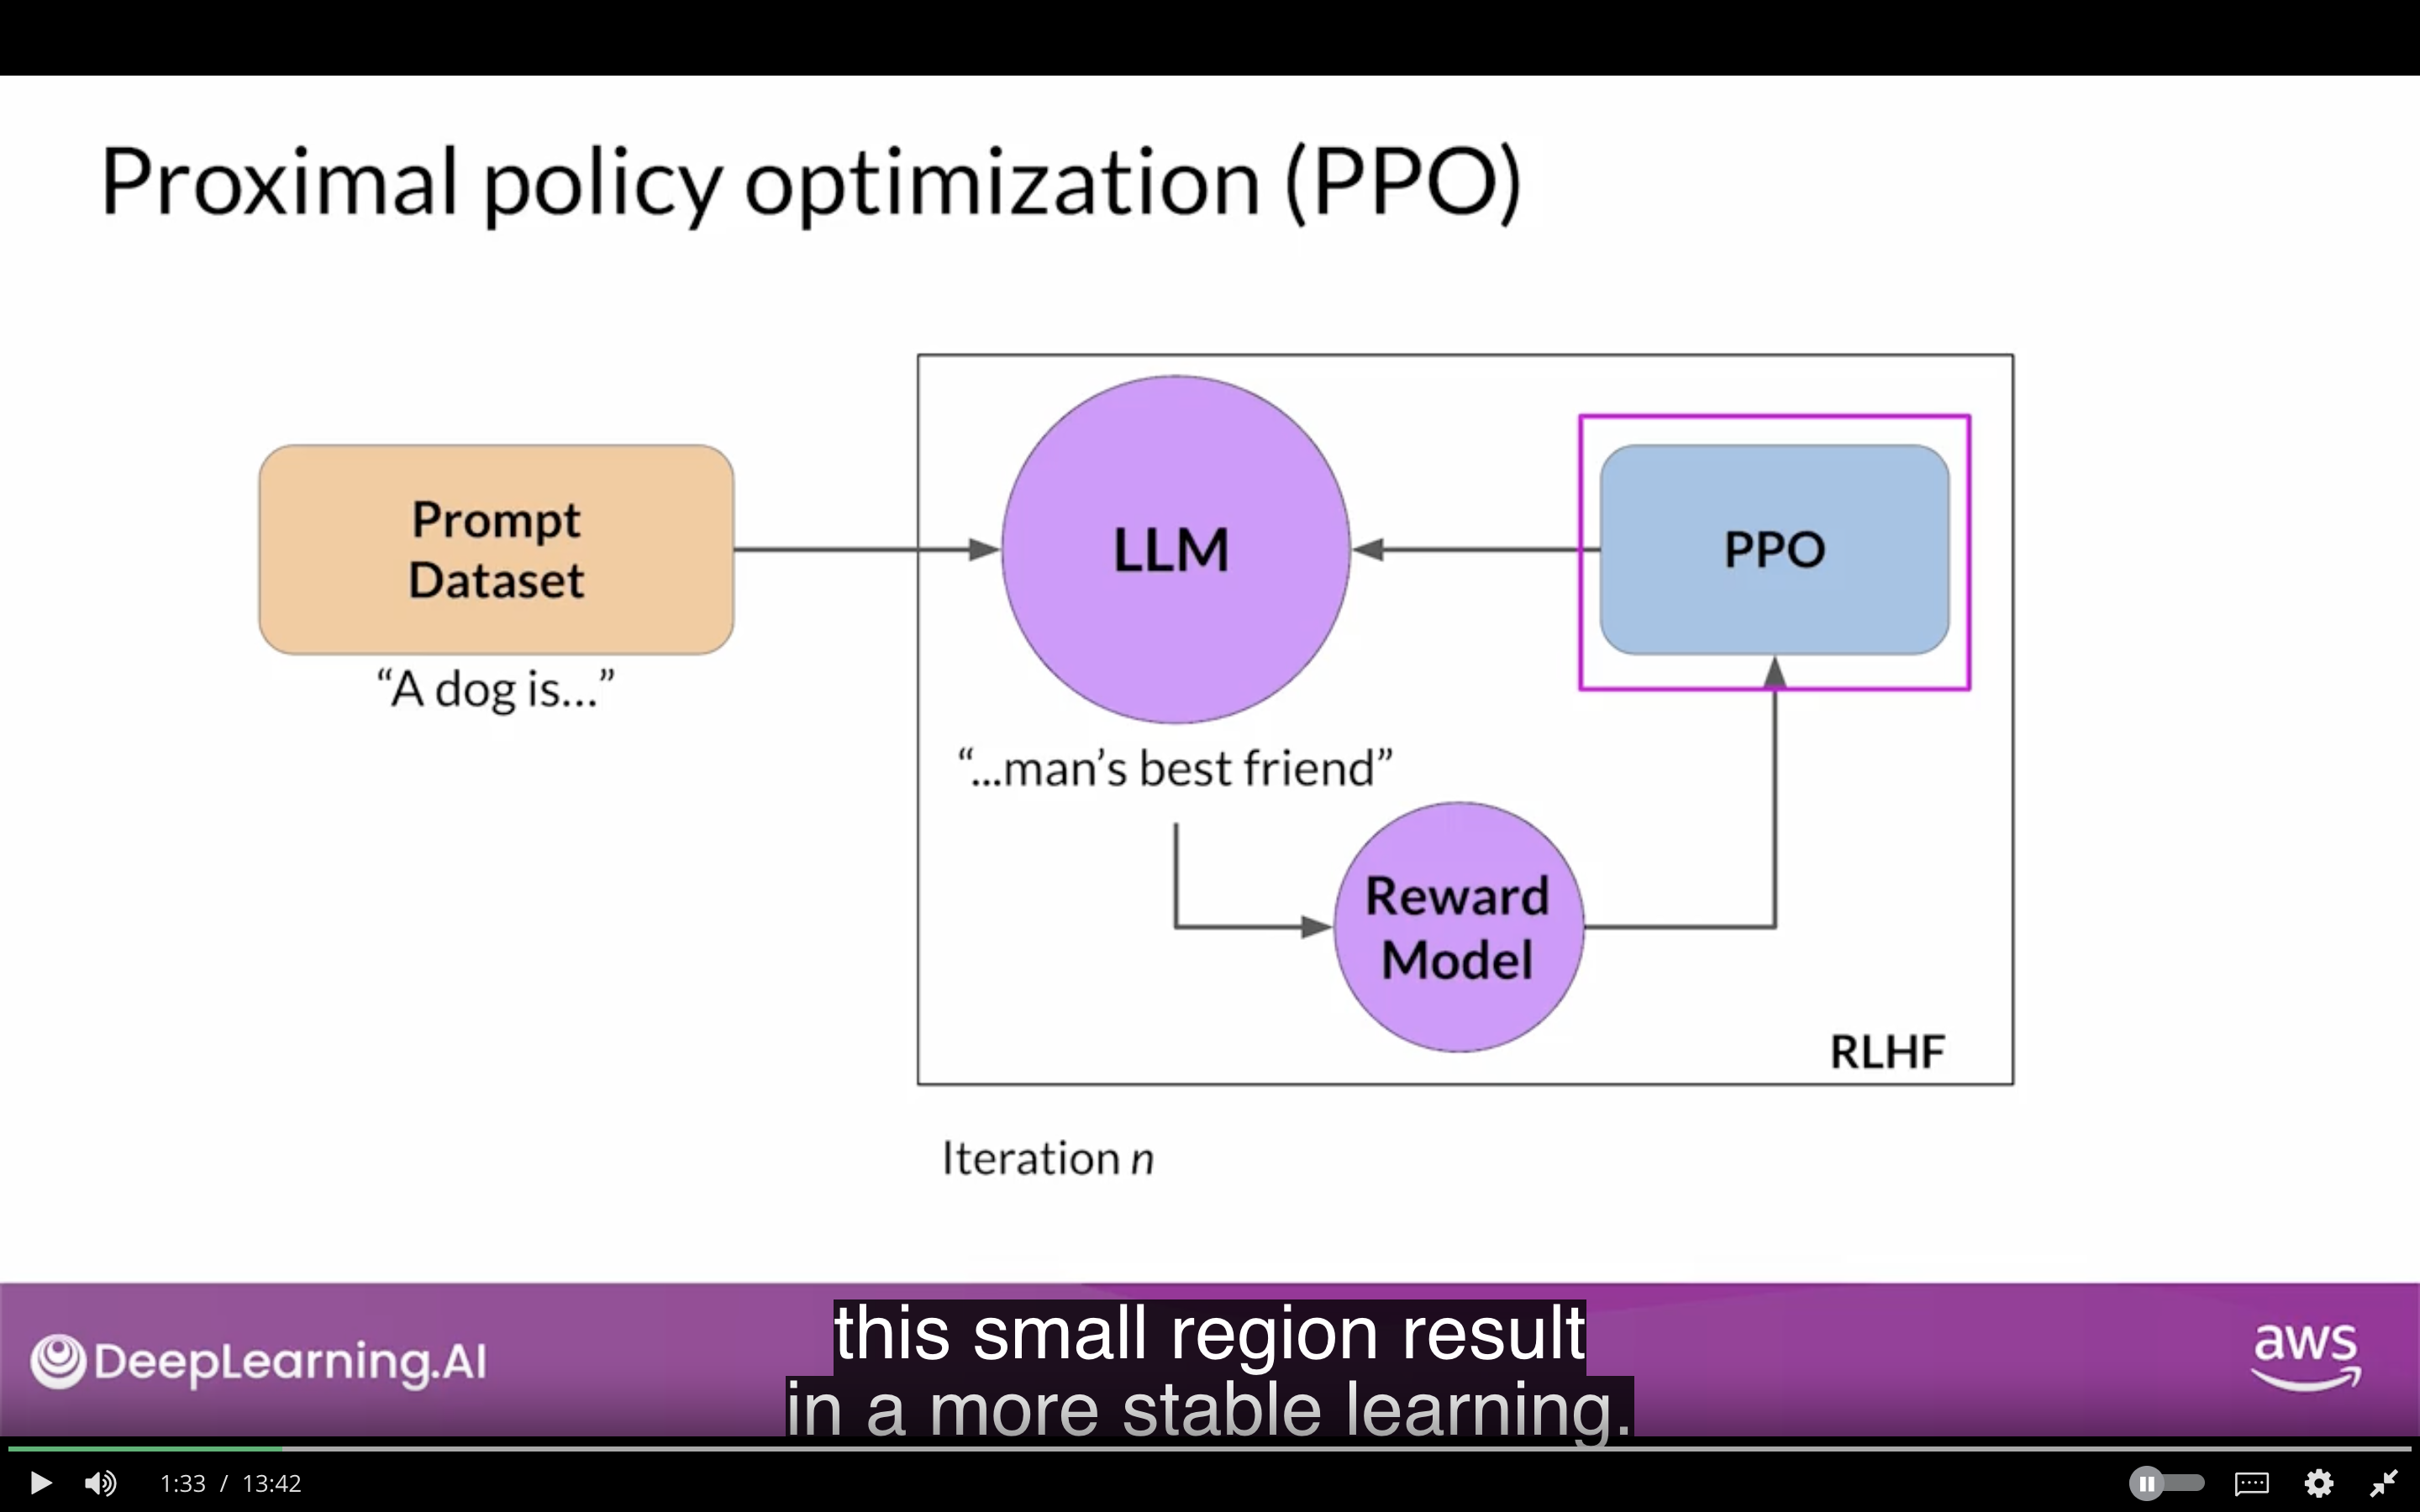 Proximal policy optimization (PPO)
Prompt
Dataset
“A dog is...”
LLM
“...man’s best friend”
PPO
Reward
Model
RLHF
Iteration n
DeepLearning.AI
this small region result
in a more stable learning.
aws
1:33 / 13:42